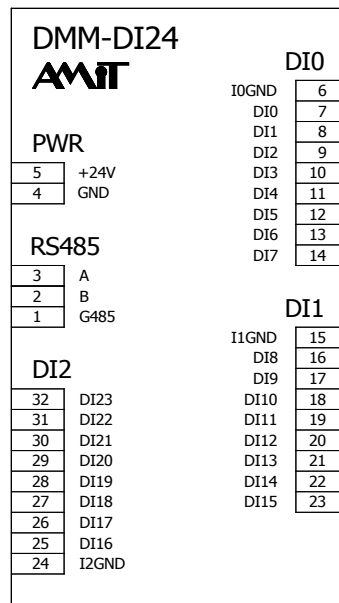 DMM-DI24
AMiT
PWR
5 +24V
4 GND
RS485
3 A
2 B
1 G485
DI2
32 DI23
31 DI22
30 DI21
29 DI20
28 DI19
27 DI18
26 DI17
25 DI16
24 I2GND
DI0
I0GND 6
DI0 7
DI1 8
DI2 9
DI3 10
DI4 11
DI5 12
DI6 13
DI7 14
DI1
I1GND 15
DI8 16
DI9 17
DI10 18
DI11 19
DI12 20
DI13 21
DI14 22
DI15 23